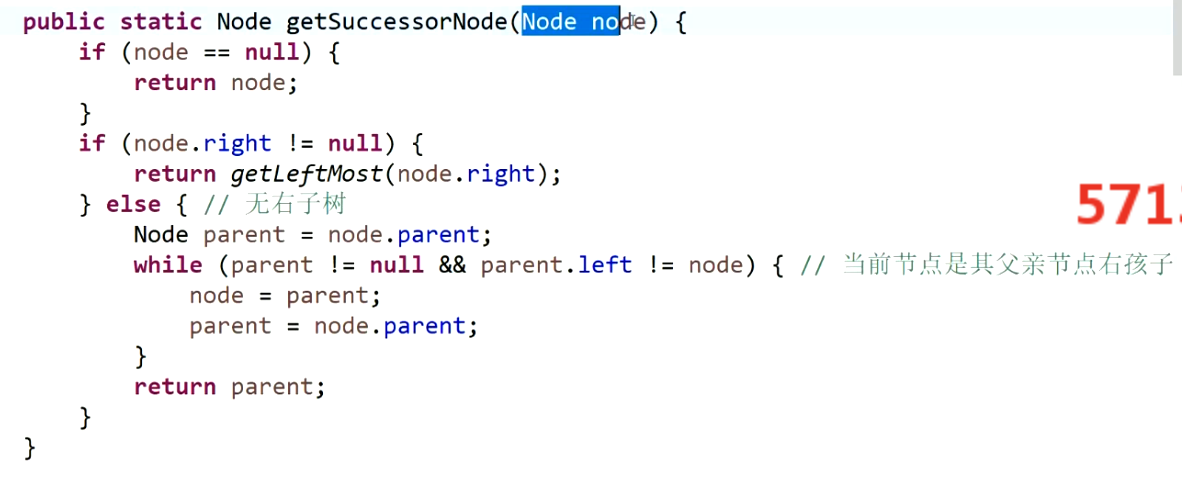 public static Node getSuccessorNode(Node node) {
if (node == null) {
return node;
}
if (node.right != null) {
return getLeftMost(node.right);
} else { // 无右子树
5713
Node parent = node.parent;
while (parent != null && parent.left != node) { // 当前节点是其父亲节点右孩子
node = parent;
parent = node.parent;
}
return parent;
}
}